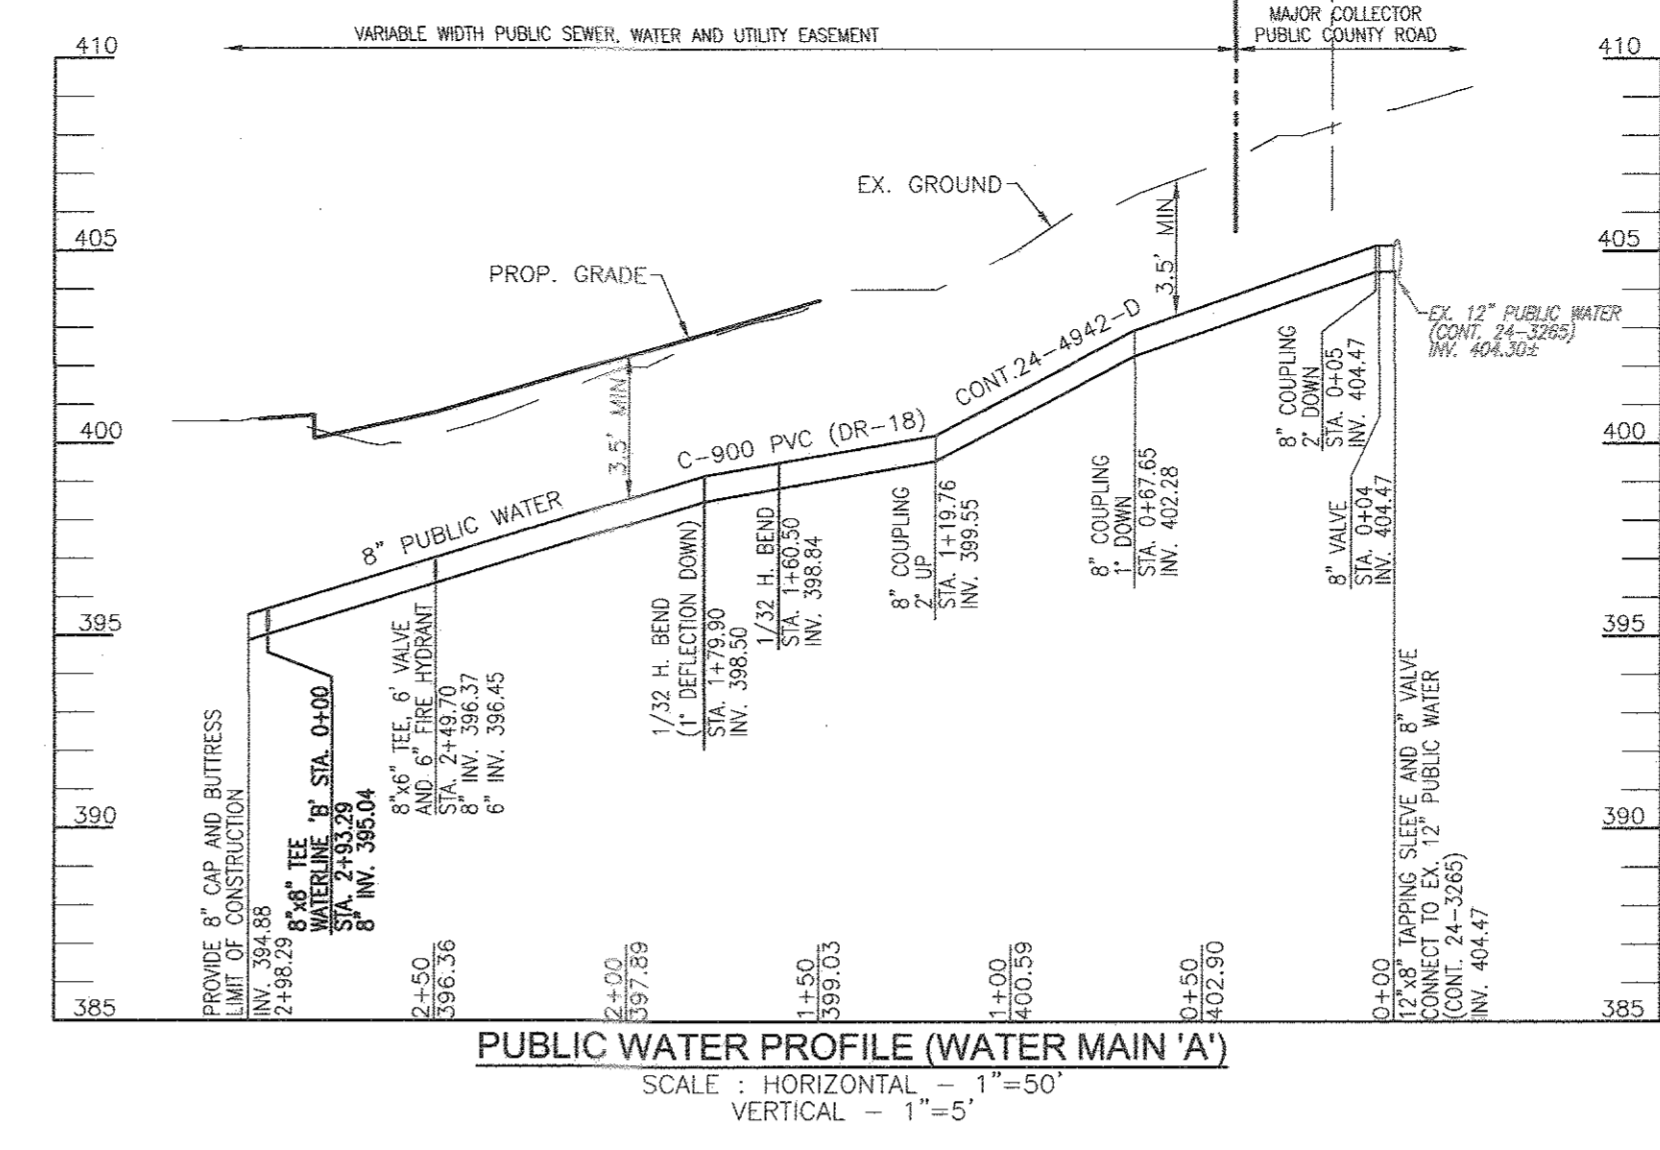 VARIABLE WIDTH PUBLIC SEWER, WATER AND UTILITY EASEMENT
MAJOR COLLECTOR
PUBLIC COUNTY ROAD
410
410
405
405
400
400
395
395
390
390
385
385
EX. GROUND
PROP. GRADE
3.5' MIN
3.5' MIN
8" PUBLIC WATER
C-900 PVC (DR-18)
CONT.24-4942-D
EX. 12" PUBLIC WATER
(CONT. 24-3265)
INV. 404.30±
PROVIDE 8" CAP AND BUTTRESS
LIMIT OF CONSTRUCTION
INV. 394.88
2+98.29
8"x8" TEE
WATERLINE 'B' STA. 0+00
STA. 2+93.29
8" INV. 395.04
8"x6" TEE, 6' VALVE
AND 6" FIRE HYDRANT
STA. 2+49.70
8" INV. 396.37
6" INV. 396.45
1/32 H. BEND
(1° DEFLECTION DOWN)
STA. 1+79.90
INV. 398.50
1/32 H. BEND
STA. 1+60.50
INV. 398.84
8" COUPLING
2° UP
STA. 1+19.76
INV. 399.55
8" COUPLING
1° DOWN
STA. 0+67.65
INV. 402.28
8" COUPLING
2° DOWN
STA. 0+05
INV. 404.47
8" VALVE
STA. 0+04
INV. 404.47
12"x8" TAPPING SLEEVE AND 8" VALVE
CONNECT TO EX. 12" PUBLIC WATER
(CONT. 24-3265)
INV. 404.47
2+50
396.36
2+00
397.89
1+50
399.03
1+00
400.59
0+50
402.90
0+00
PUBLIC WATER PROFILE (WATER MAIN 'A')
SCALE : HORIZONTAL - 1"=50'
VERTICAL - 1"=5'